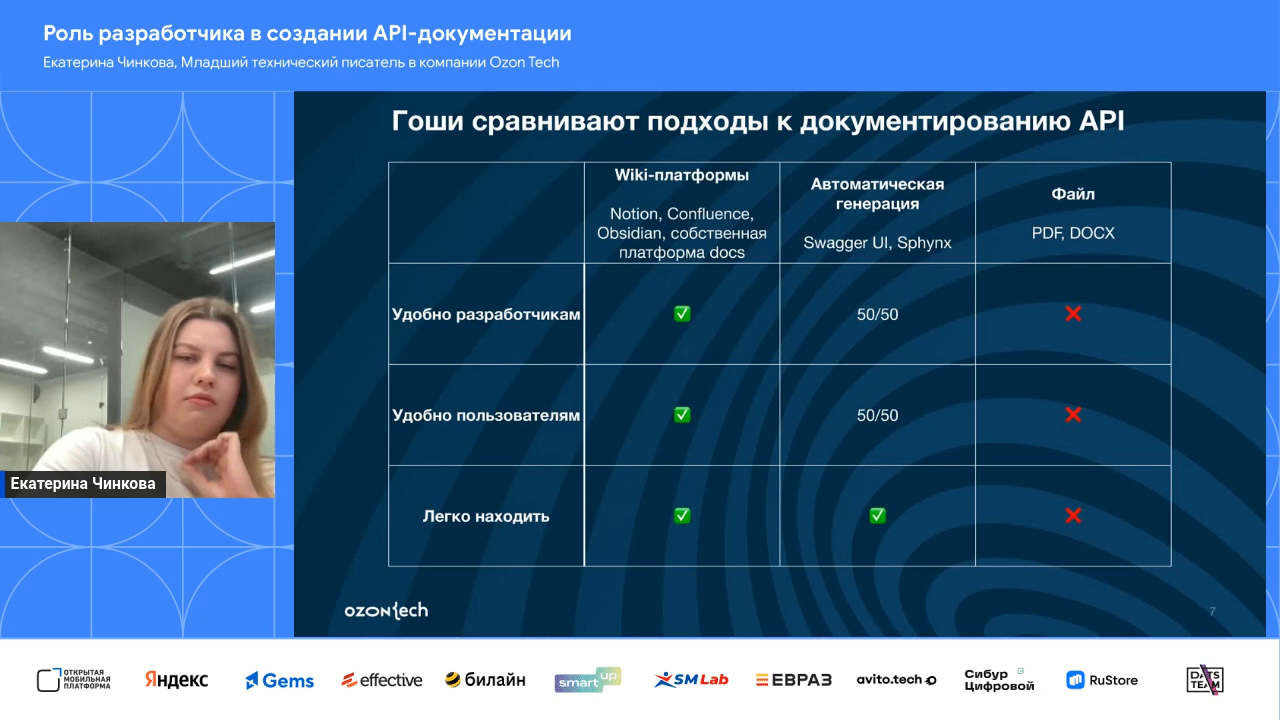 Роль разработчика в создании API-документации
Екатерина Чинкова, Младший технический писатель в компании Ozon Tech
Гоши сравнивают подходы к документированию API
Wiki-платформы
Notion, Confluence,
Obsidian, собственная
платформа docs
Автоматическая
генерация
Swagger UI, Sphynx
Файл
PDF, DOCX
Удобно разработчикам
50/50
Удобно пользователям
50/50
Легко находить
Екатерина Чинкова
ozon{ech
7
ОТКРЫТАЯ
МОБИЛЬНАЯ
ПЛАТФОРМА
Яндекс
Gems
effective
билайн
smart up
SM Lab
ЕВРАЗ
avito.tech
Сибур
Цифровой
RuStore
DATS
TEAM